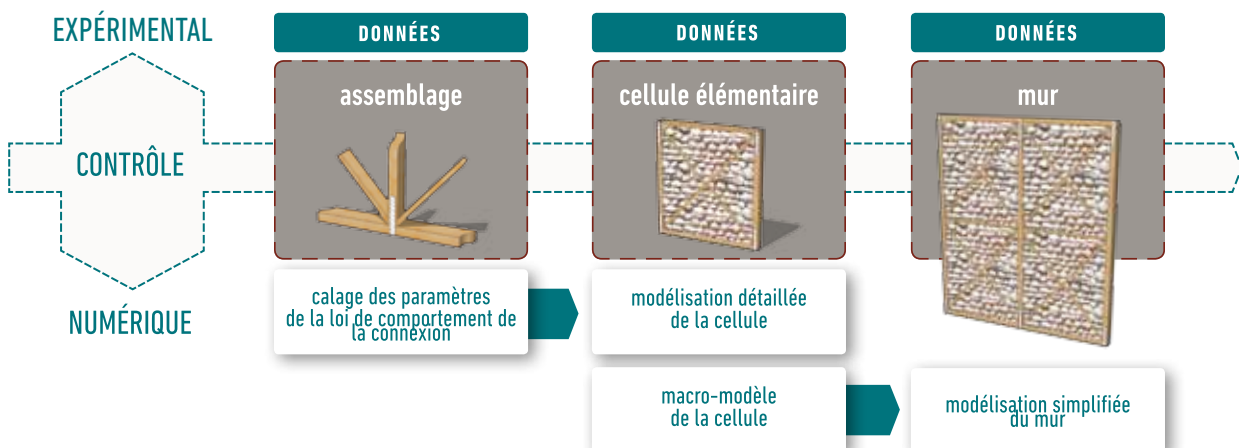 EXPÉRIMENTAL
CONTRÔLE
NUMÉRIQUE
DONNÉES
assemblage
calage des paramètres
de la loi de comportement de
la connexion
DONNÉES
cellule élémentaire
modélisation détaillée
de la cellule
macro-modèle
de la cellule
DONNÉES
mur
modélisation simplifiée
du mur